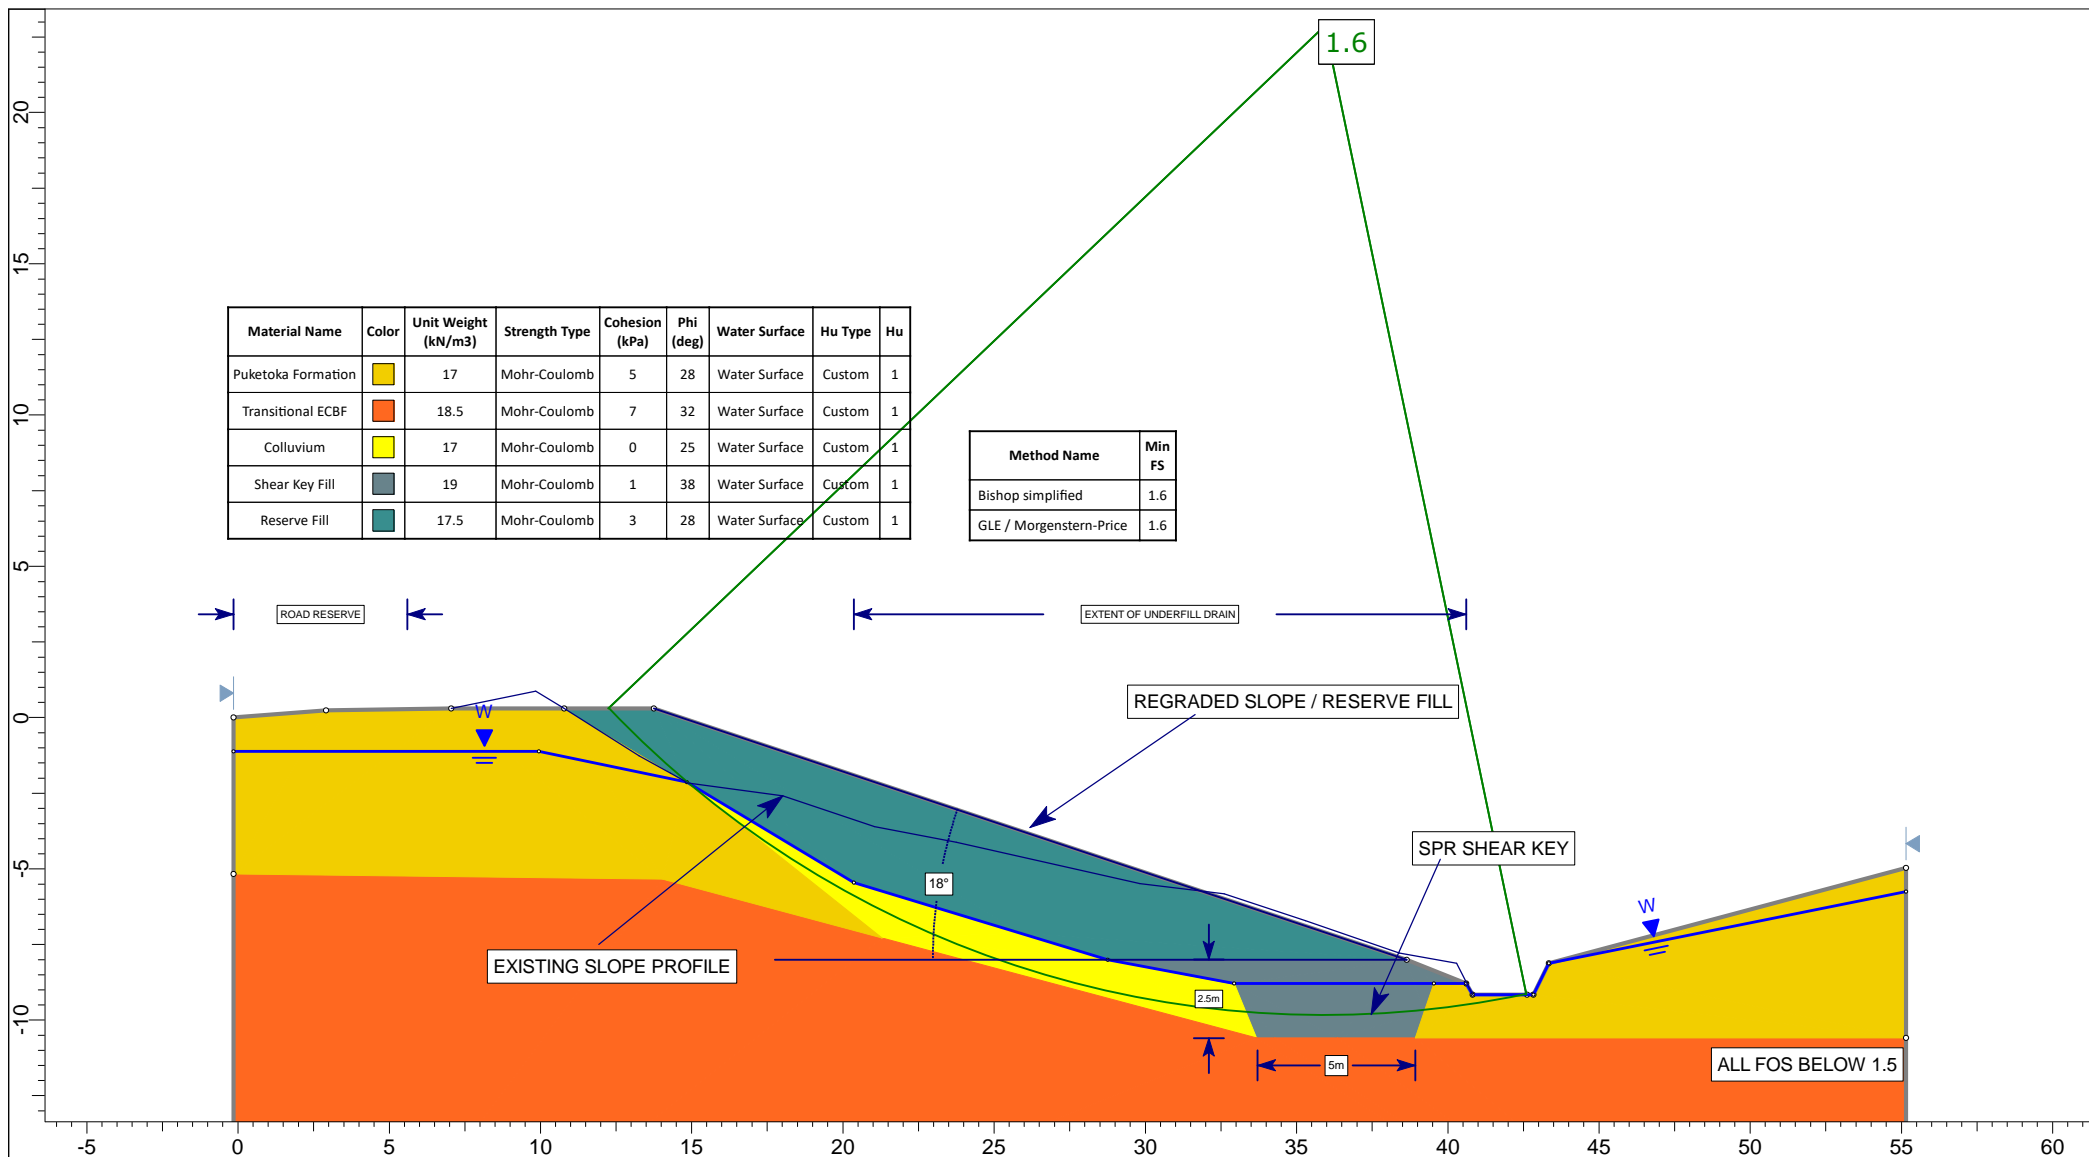 1.6
20
15
10
5
0
-5
-10
Material Name Color Unit Weight (kN/m3) Strength Type Cohesion (kPa) Phi (deg) Water Surface Hu Type Hu
Puketoka Formation 17 Mohr-Coulomb 5 28 Water Surface Custom 1
Transitional ECBF 18.5 Mohr-Coulomb 7 32 Water Surface Custom 1
Colluvium 17 Mohr-Coulomb 0 25 Water Surface Custom 1
Shear Key Fill 19 Mohr-Coulomb 1 38 Water Surface Custom 1
Reserve Fill 17.5 Mohr-Coulomb 3 28 Water Surface Custom 1
Method Name Min FS
Bishop simplified 1.6
GLE / Morgenstern-Price 1.6
ROAD RESERVE
EXTENT OF UNDERFILL DRAIN
W
REGRADED SLOPE / RESERVE FILL
SPR SHEAR KEY
18°
W
EXISTING SLOPE PROFILE
2.5m
5m
ALL FOS BELOW 1.5
-5 0 5 10 15 20 25 30 35 40 45 50 55 60